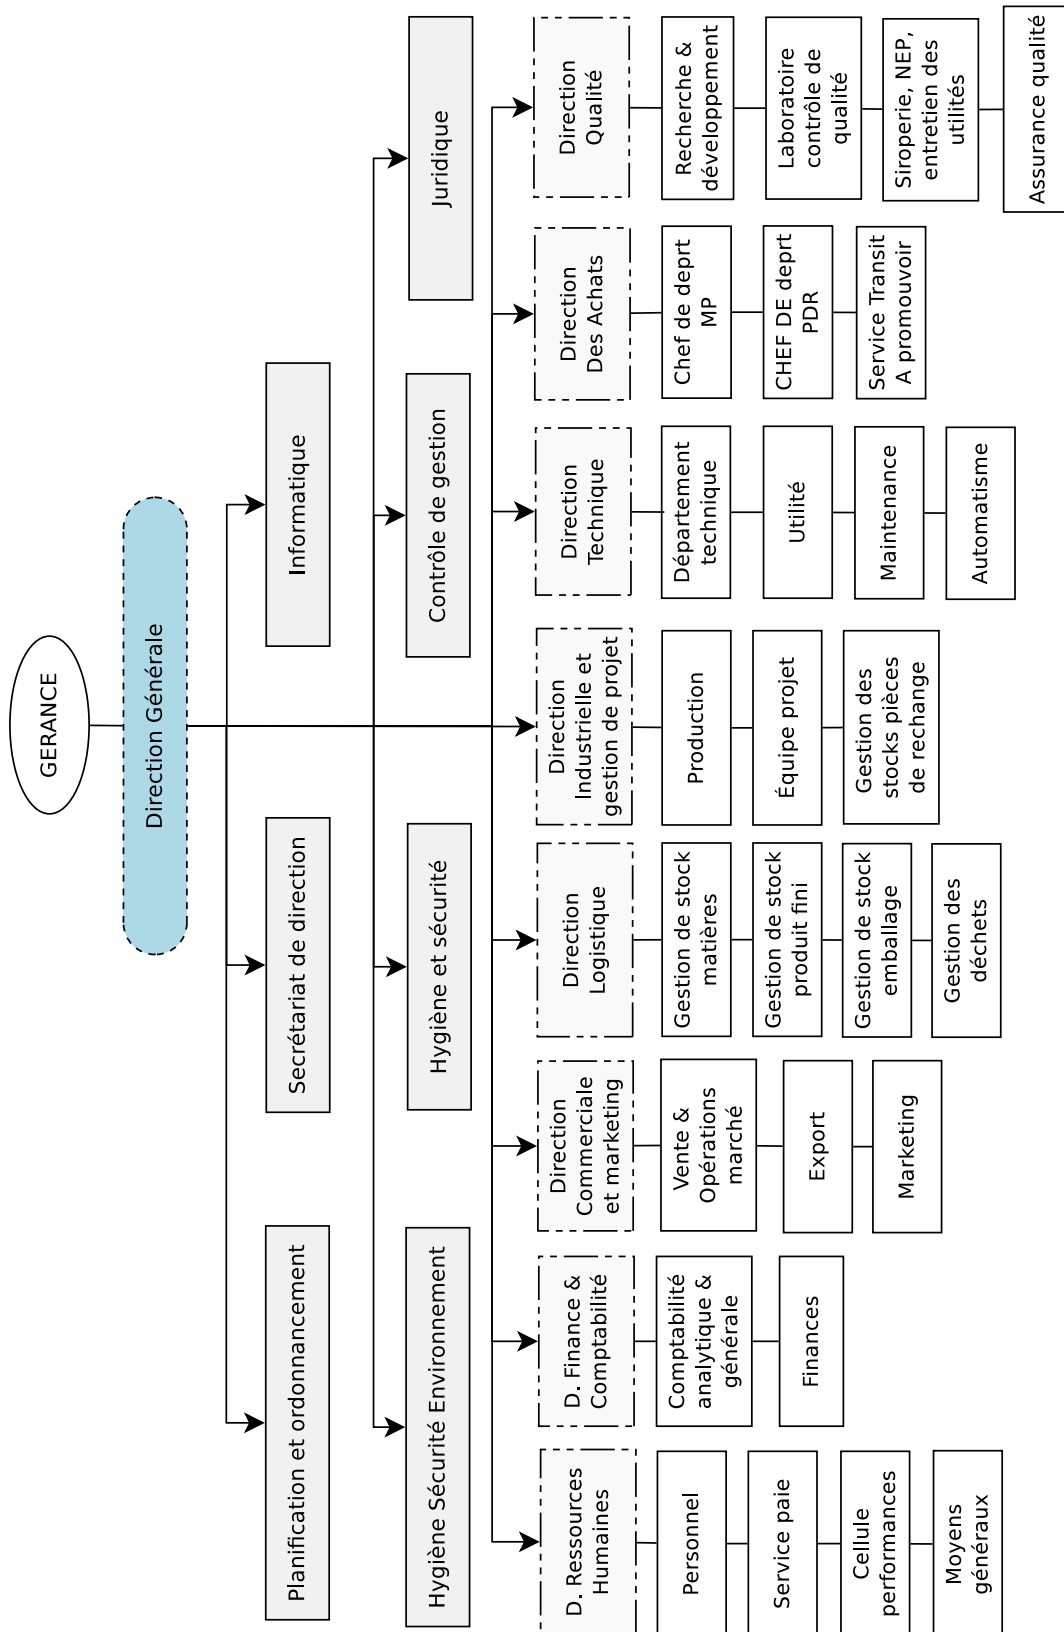 GERANCE
Direction Générale
Planification et ordonnancement
Secrétariat de direction
Informatique
Hygiène Sécurité Environnement
Hygiène et sécurité
Contrôle de gestion
Juridique
D. Ressources
Humaines
Personnel
Service paie
Cellule
performances
Moyens
généraux
D. Finance &
Comptabilité
Comptabilité
analytique &
générale
Finances
Direction
Commerciale
et marketing
Vente &
Opérations
marché
Export
Marketing
Direction
Logistique
Gestion de stock
matières
Gestion de stock
produit fini
Gestion de stock
emballage
Gestion des
déchets
Direction
Industrielle et
gestion de projet
Production
Équipe projet
Gestion des
stocks pièces
de rechange
Direction
Technique
Département
technique
Utilité
Maintenance
Automatisme
Direction
Des Achats
Chef de deprt
MP
CHEF DE deprt
PDR
Service Transit
A promouvoir
Direction
Qualité
Recherche &
développement
Laboratoire
contrôle de
qualité
Siroperie, NEP,
entretien des
utilités
Assurance qualité